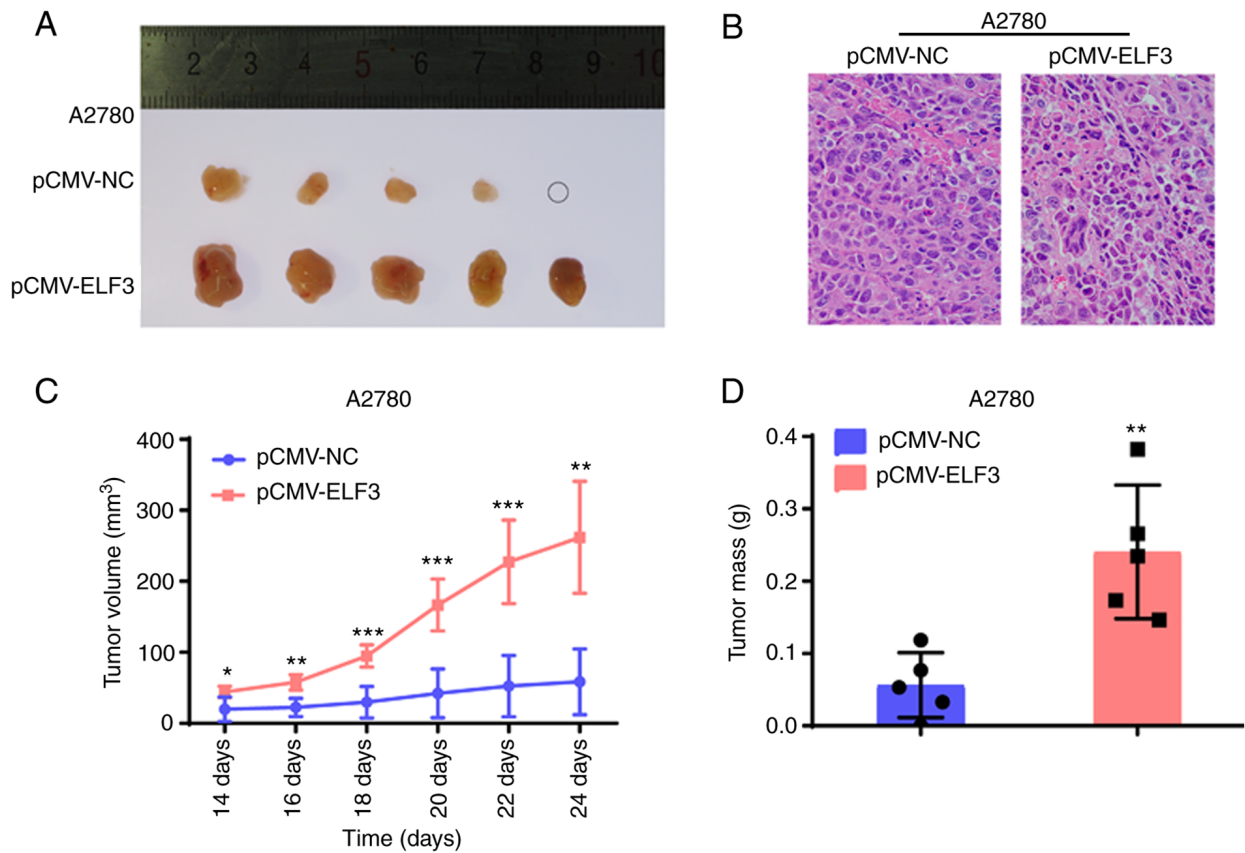 A
2 3 4 5 6 7 8 9 10
A2780
pCMV-NC
pCMV-ELF3
B
A2780
pCMV-NC pCMV-ELF3
C
A2780
pCMV-NC
pCMV-ELF3
Tumor volume (mm³)
400
300
200
100
0
* ** *** *** *** **
14 days 16 days 18 days 20 days 22 days 24 days
Time (days)
D
A2780
pCMV-NC
pCMV-ELF3
**
Tumor mass (g)
0.4
0.3
0.2
0.1
0.0